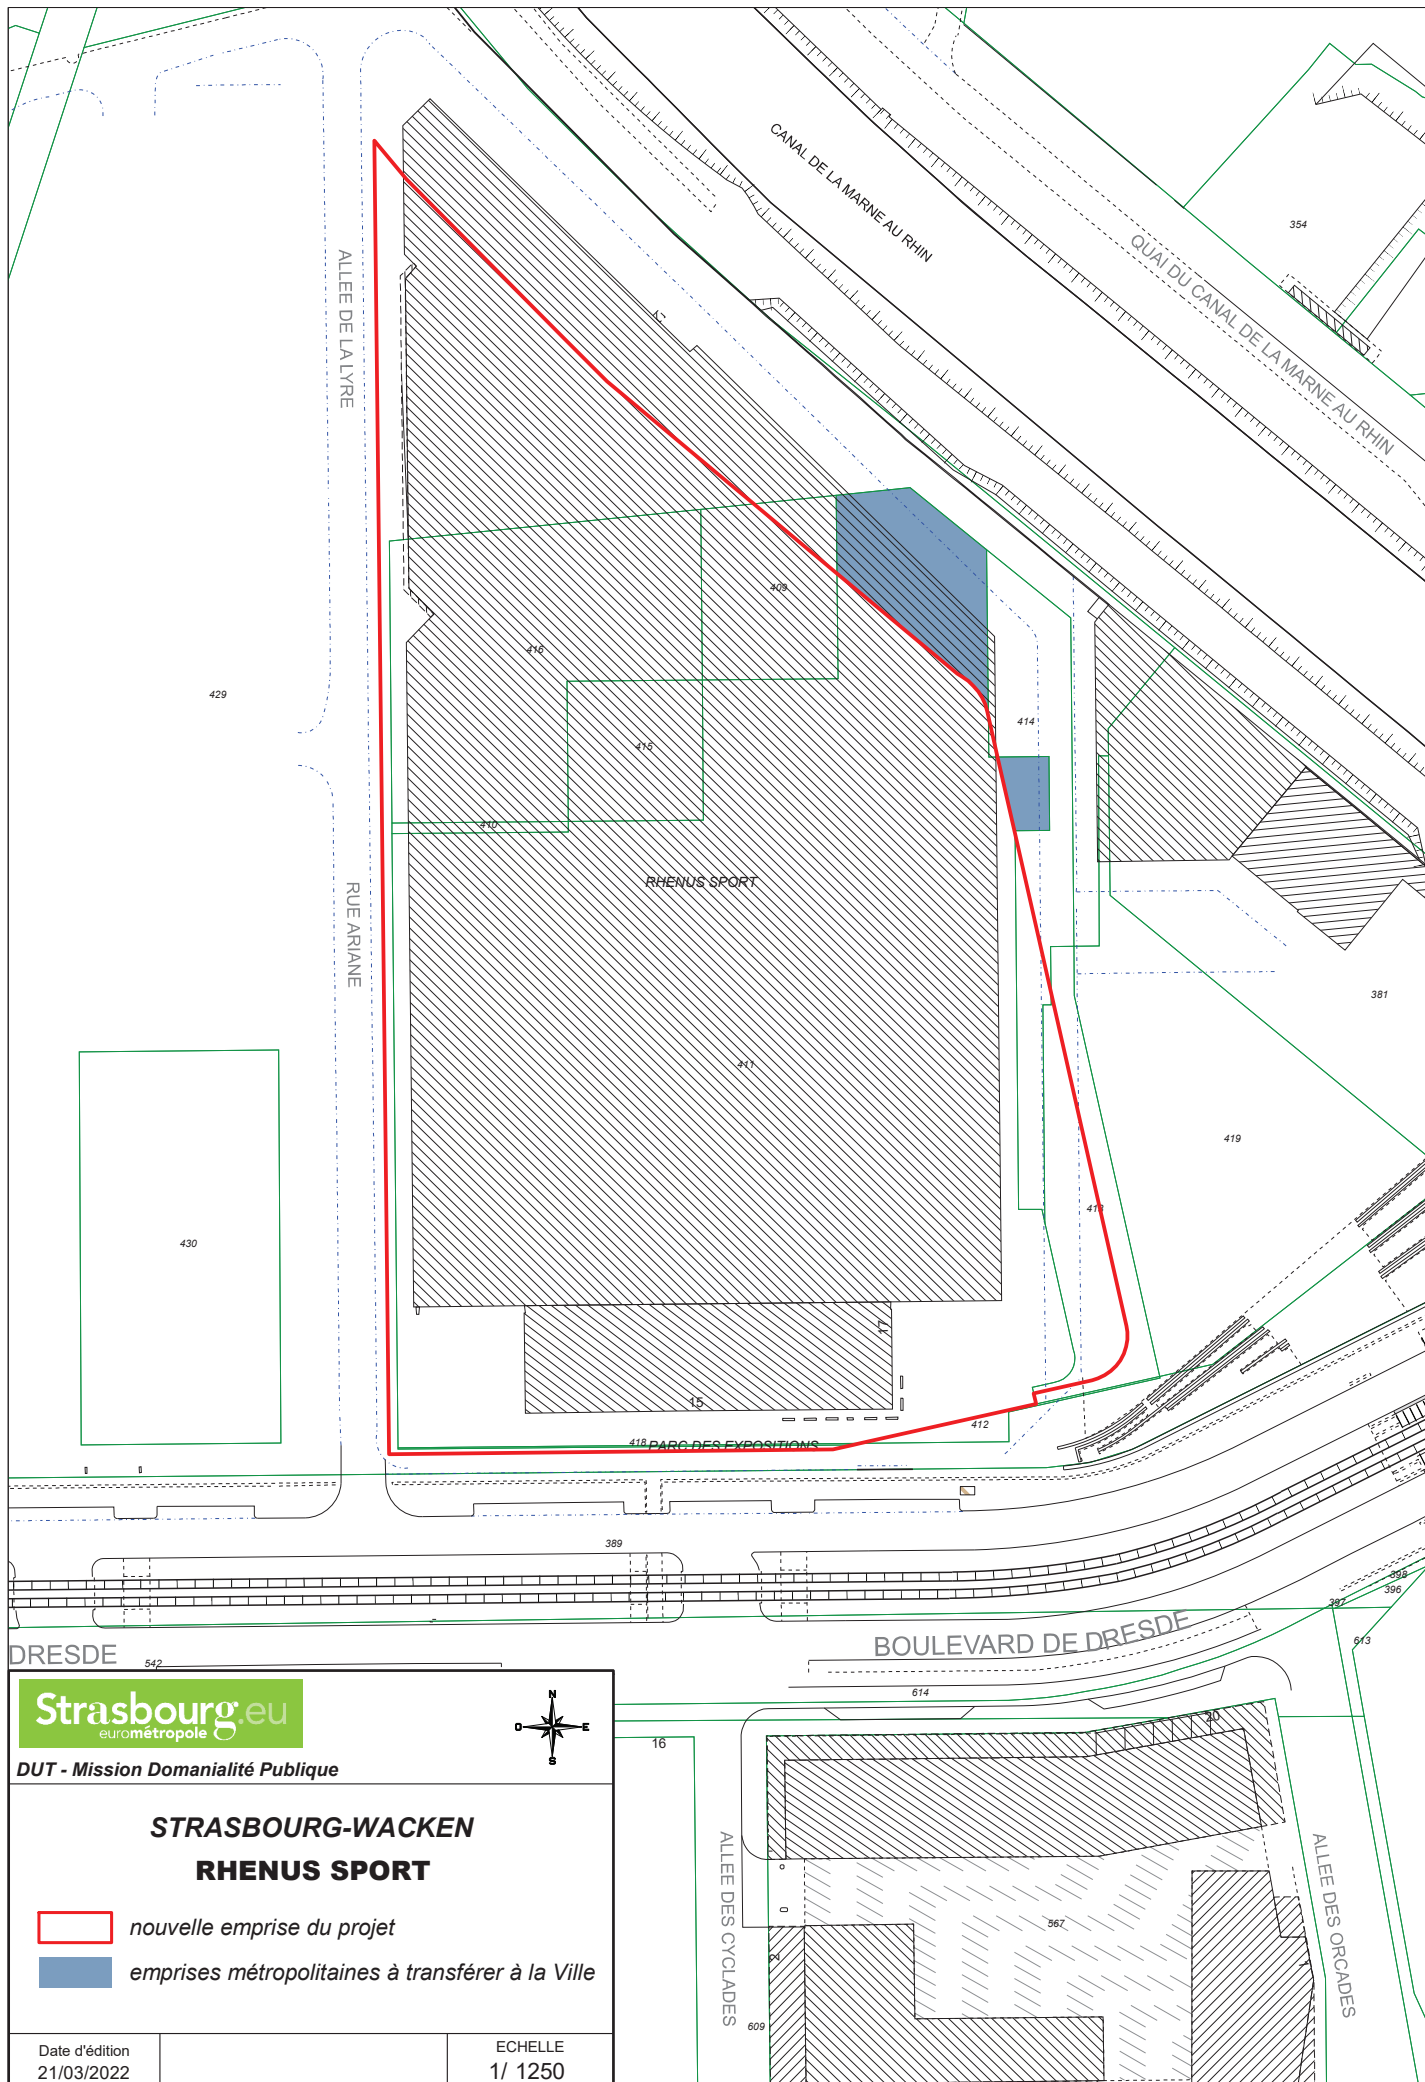 CANAL DE LA MARNE AU RHIN
QUAI DU CANAL DE LA MARNE AU RHIN
354
ALLEE DE LA LYRE
409
416
429
414
415
410
RHENUS SPORT
RUE ARIANE
381
411
419
413
430
17
15
412
418
PARC DES EXPOSITIONS
389
398
396
397
613
DRESDE
542
BOULEVARD DE DRESDE
614
20
16
Strasbourg.eu
eurométropole
N
O
E
S
DUT - Mission Domanialité Publique
STRASBOURG-WACKEN
RHENUS SPORT
nouvelle emprise du projet
emprises métropolitaines à transférer à la Ville
Date d'édition
21/03/2022
ECHELLE
1/ 1250
ALLEE DES CYCLADES
ALLEE DES ORCADES
567
2
609